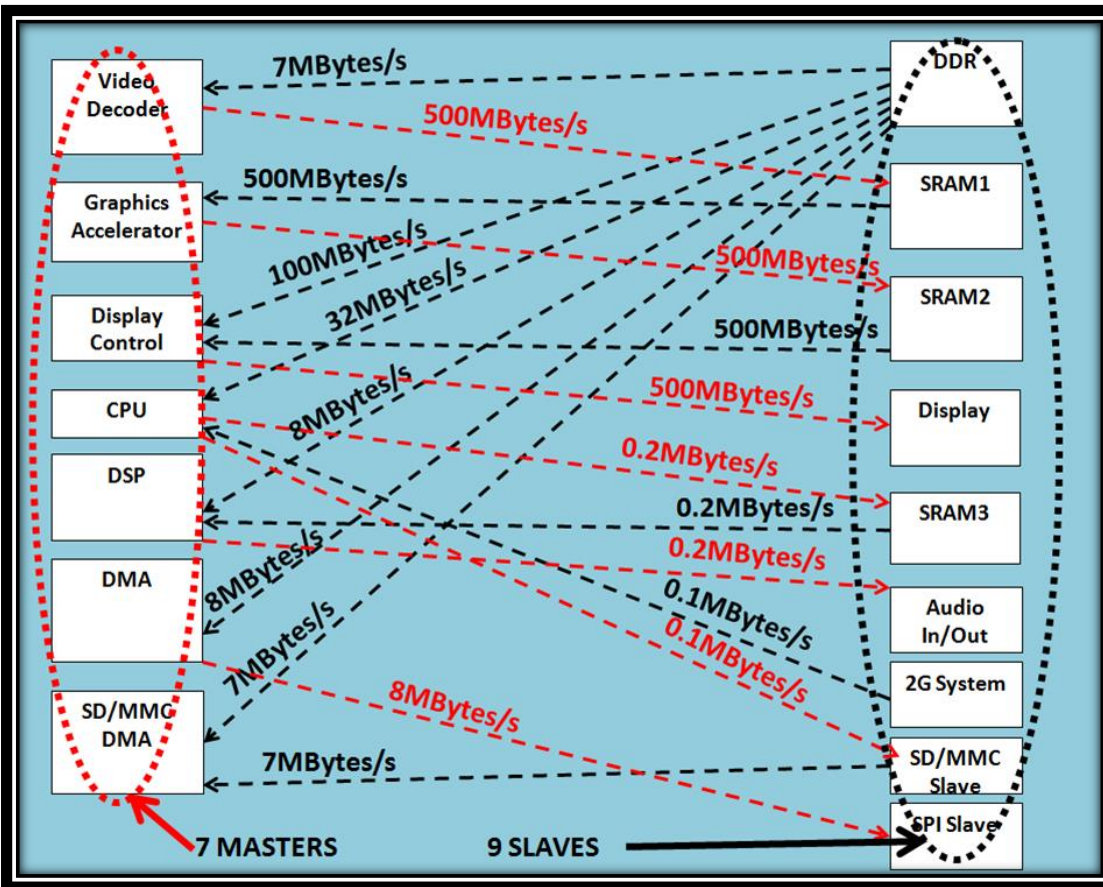 Video
Decoder
7MBytes/s
DDR
500MBytes/s
Graphics
Accelerator
500MBytes/s
SRAM1
100MBytes/s
500MBytes/s
32MBytes/s
SRAM2
Display
Control
500MBytes/s
CPU
8MBytes/s
500MBytes/s
Display
DSP
0.2MBytes/s
0.2MBytes/s
SRAM3
0.2MBytes/s
DMA
8MBytes/s
0.1MBytes/s
0.1MBytes/s
Audio
In/Out
7MBytes/s
2G System
SD/MMC
DMA
8MBytes/s
7MBytes/s
SD/MMC
Slave
SPI Slave
7 MASTERS
9 SLAVES